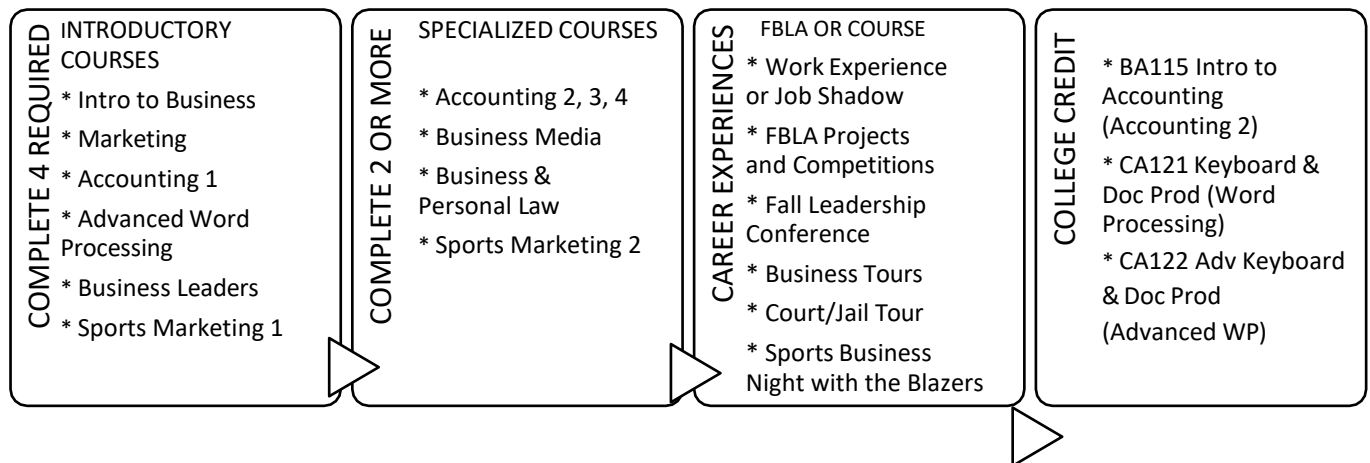 COMPLETE 4 REQUIRED
INTRODUCTORY
COURSES
* Intro to Business
* Marketing
* Accounting 1
* Advanced Word
Processing
* Business Leaders
* Sports Marketing 1
COMPLETE 2 OR MORE
SPECIALIZED COURSES
* Accounting 2, 3, 4
* Business Media
* Business &
Personal Law
* Sports Marketing 2
CAREER EXPERIENCES
FBLA OR COURSE
* Work Experience
or Job Shadow
* FBLA Projects
and Competitions
* Fall Leadership
Conference
* Business Tours
* Court/Jail Tour
* Sports Business
Night with the Blazers
COLLEGE CREDIT
* BA115 Intro to
Accounting
(Accounting 2)
* CA121 Keyboard &
Doc Prod (Word
Processing)
* CA122 Adv Keyboard
& Doc Prod
(Advanced WP)